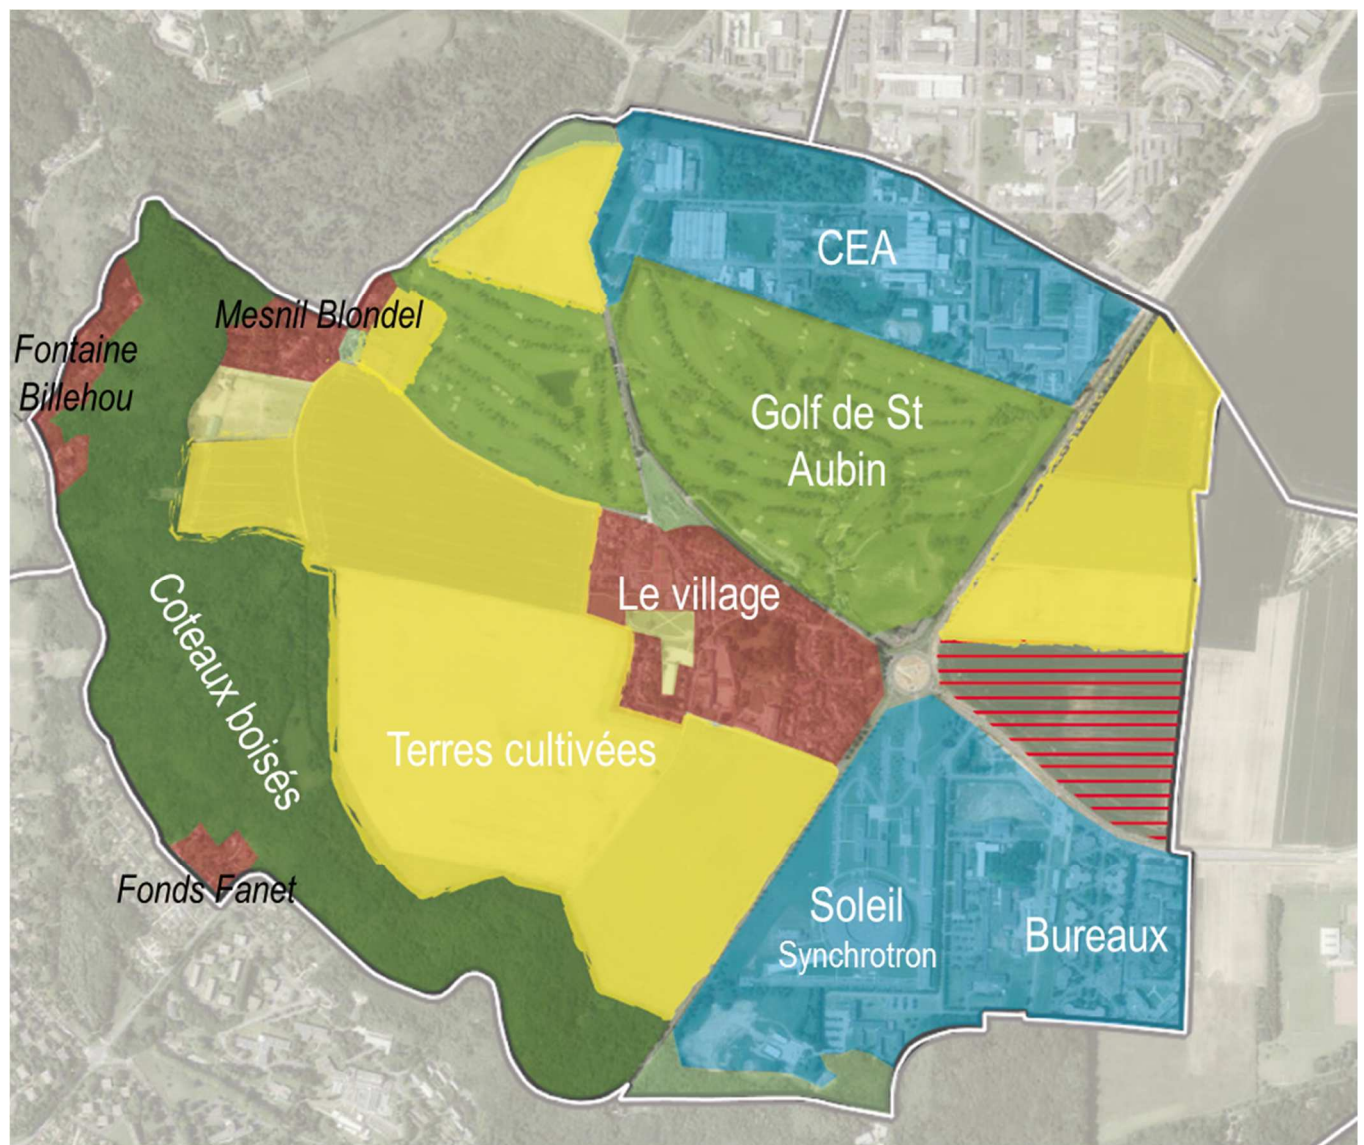 CEA
Mesnil Blondel
Fontaine
Billehou
Golf de St
Aubin
Le village
Coteaux boisés
Terres cultivées
Fonds Fanet
Soleil
Synchrotron
Bureaux